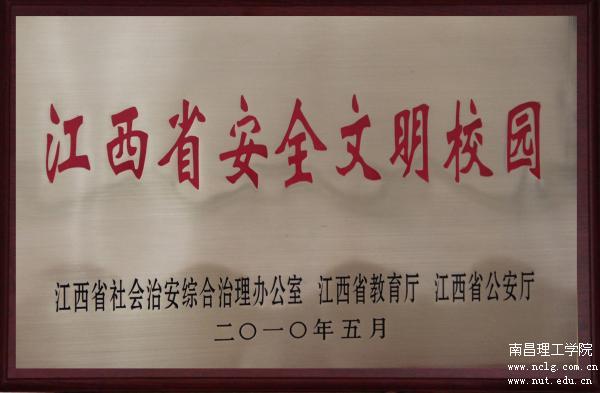 江西省安全文明校园
江西省社会治安综合治理办公室 江西省教育厅 江西省公安厅
二〇一〇年五月
南昌理工学院
www.nclg.com.cn
www.nut.edu.cn